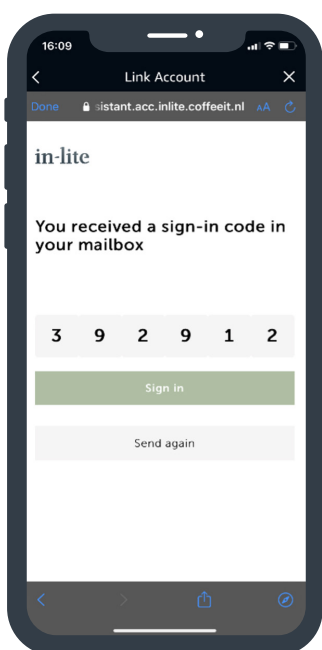 16:09
Link Account
Done sistant.acc.inlite.coffeeit.nl AA
in-lite
You received a sign-in code in
your mailbox
3 9 2 9 1 2
Sign in
Send again